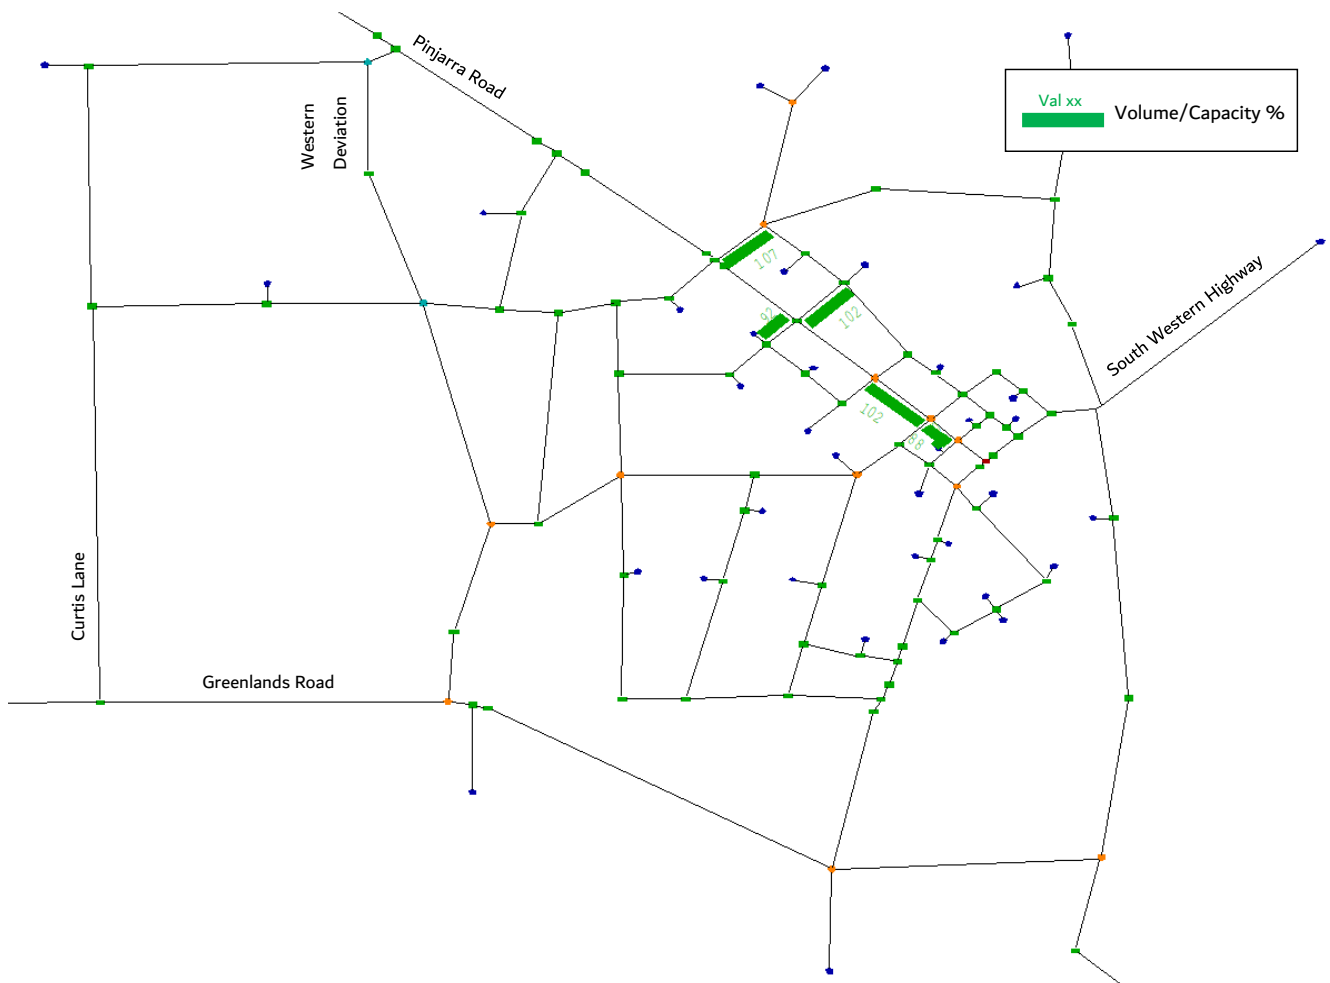 Pinjarra Road
Val xx
Volume/Capacity %
Western
Deviation
107
92
102
South Western Highway
102
88
Curtis Lane
Greenlands Road